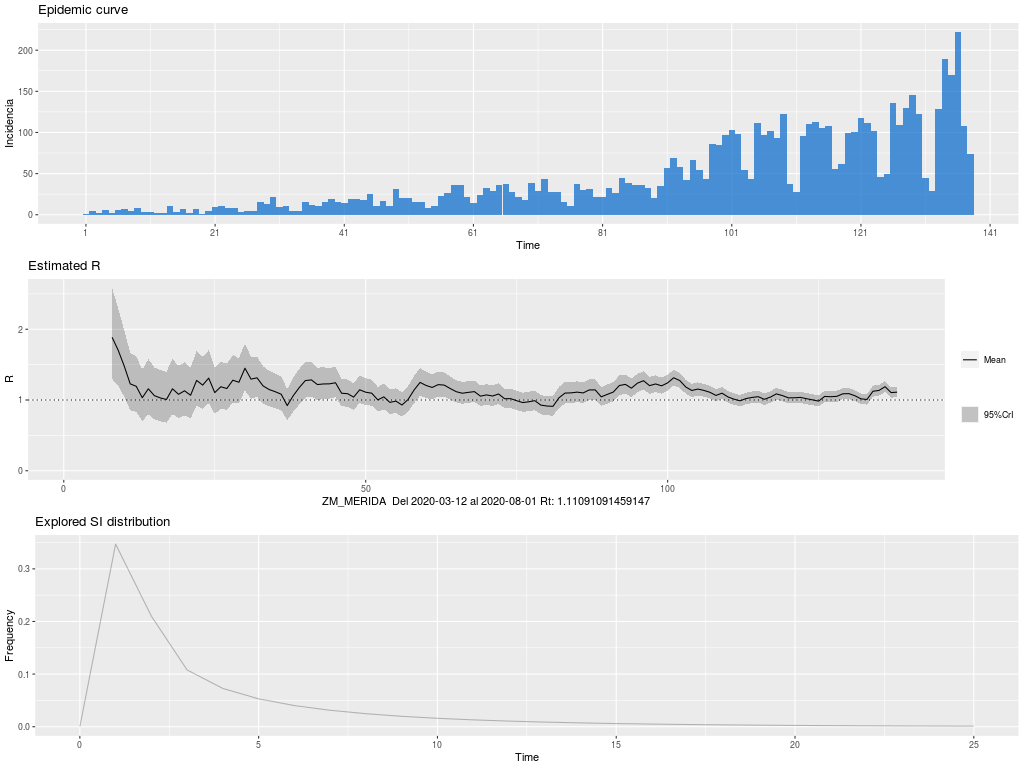 Epidemic curve
200
150
100
50
0
Incidencia
1 21 41 61 81 101 121 141
Time
Estimated R
2
1
0
R
Mean
95%CrI
0 50 100
ZM_MERIDA Del 2020-03-12 al 2020-08-01 Rt: 1.11091091459147
Explored SI distribution
0.3
0.2
0.1
0.0
Frequency
0 5 10 15 20 25
Time